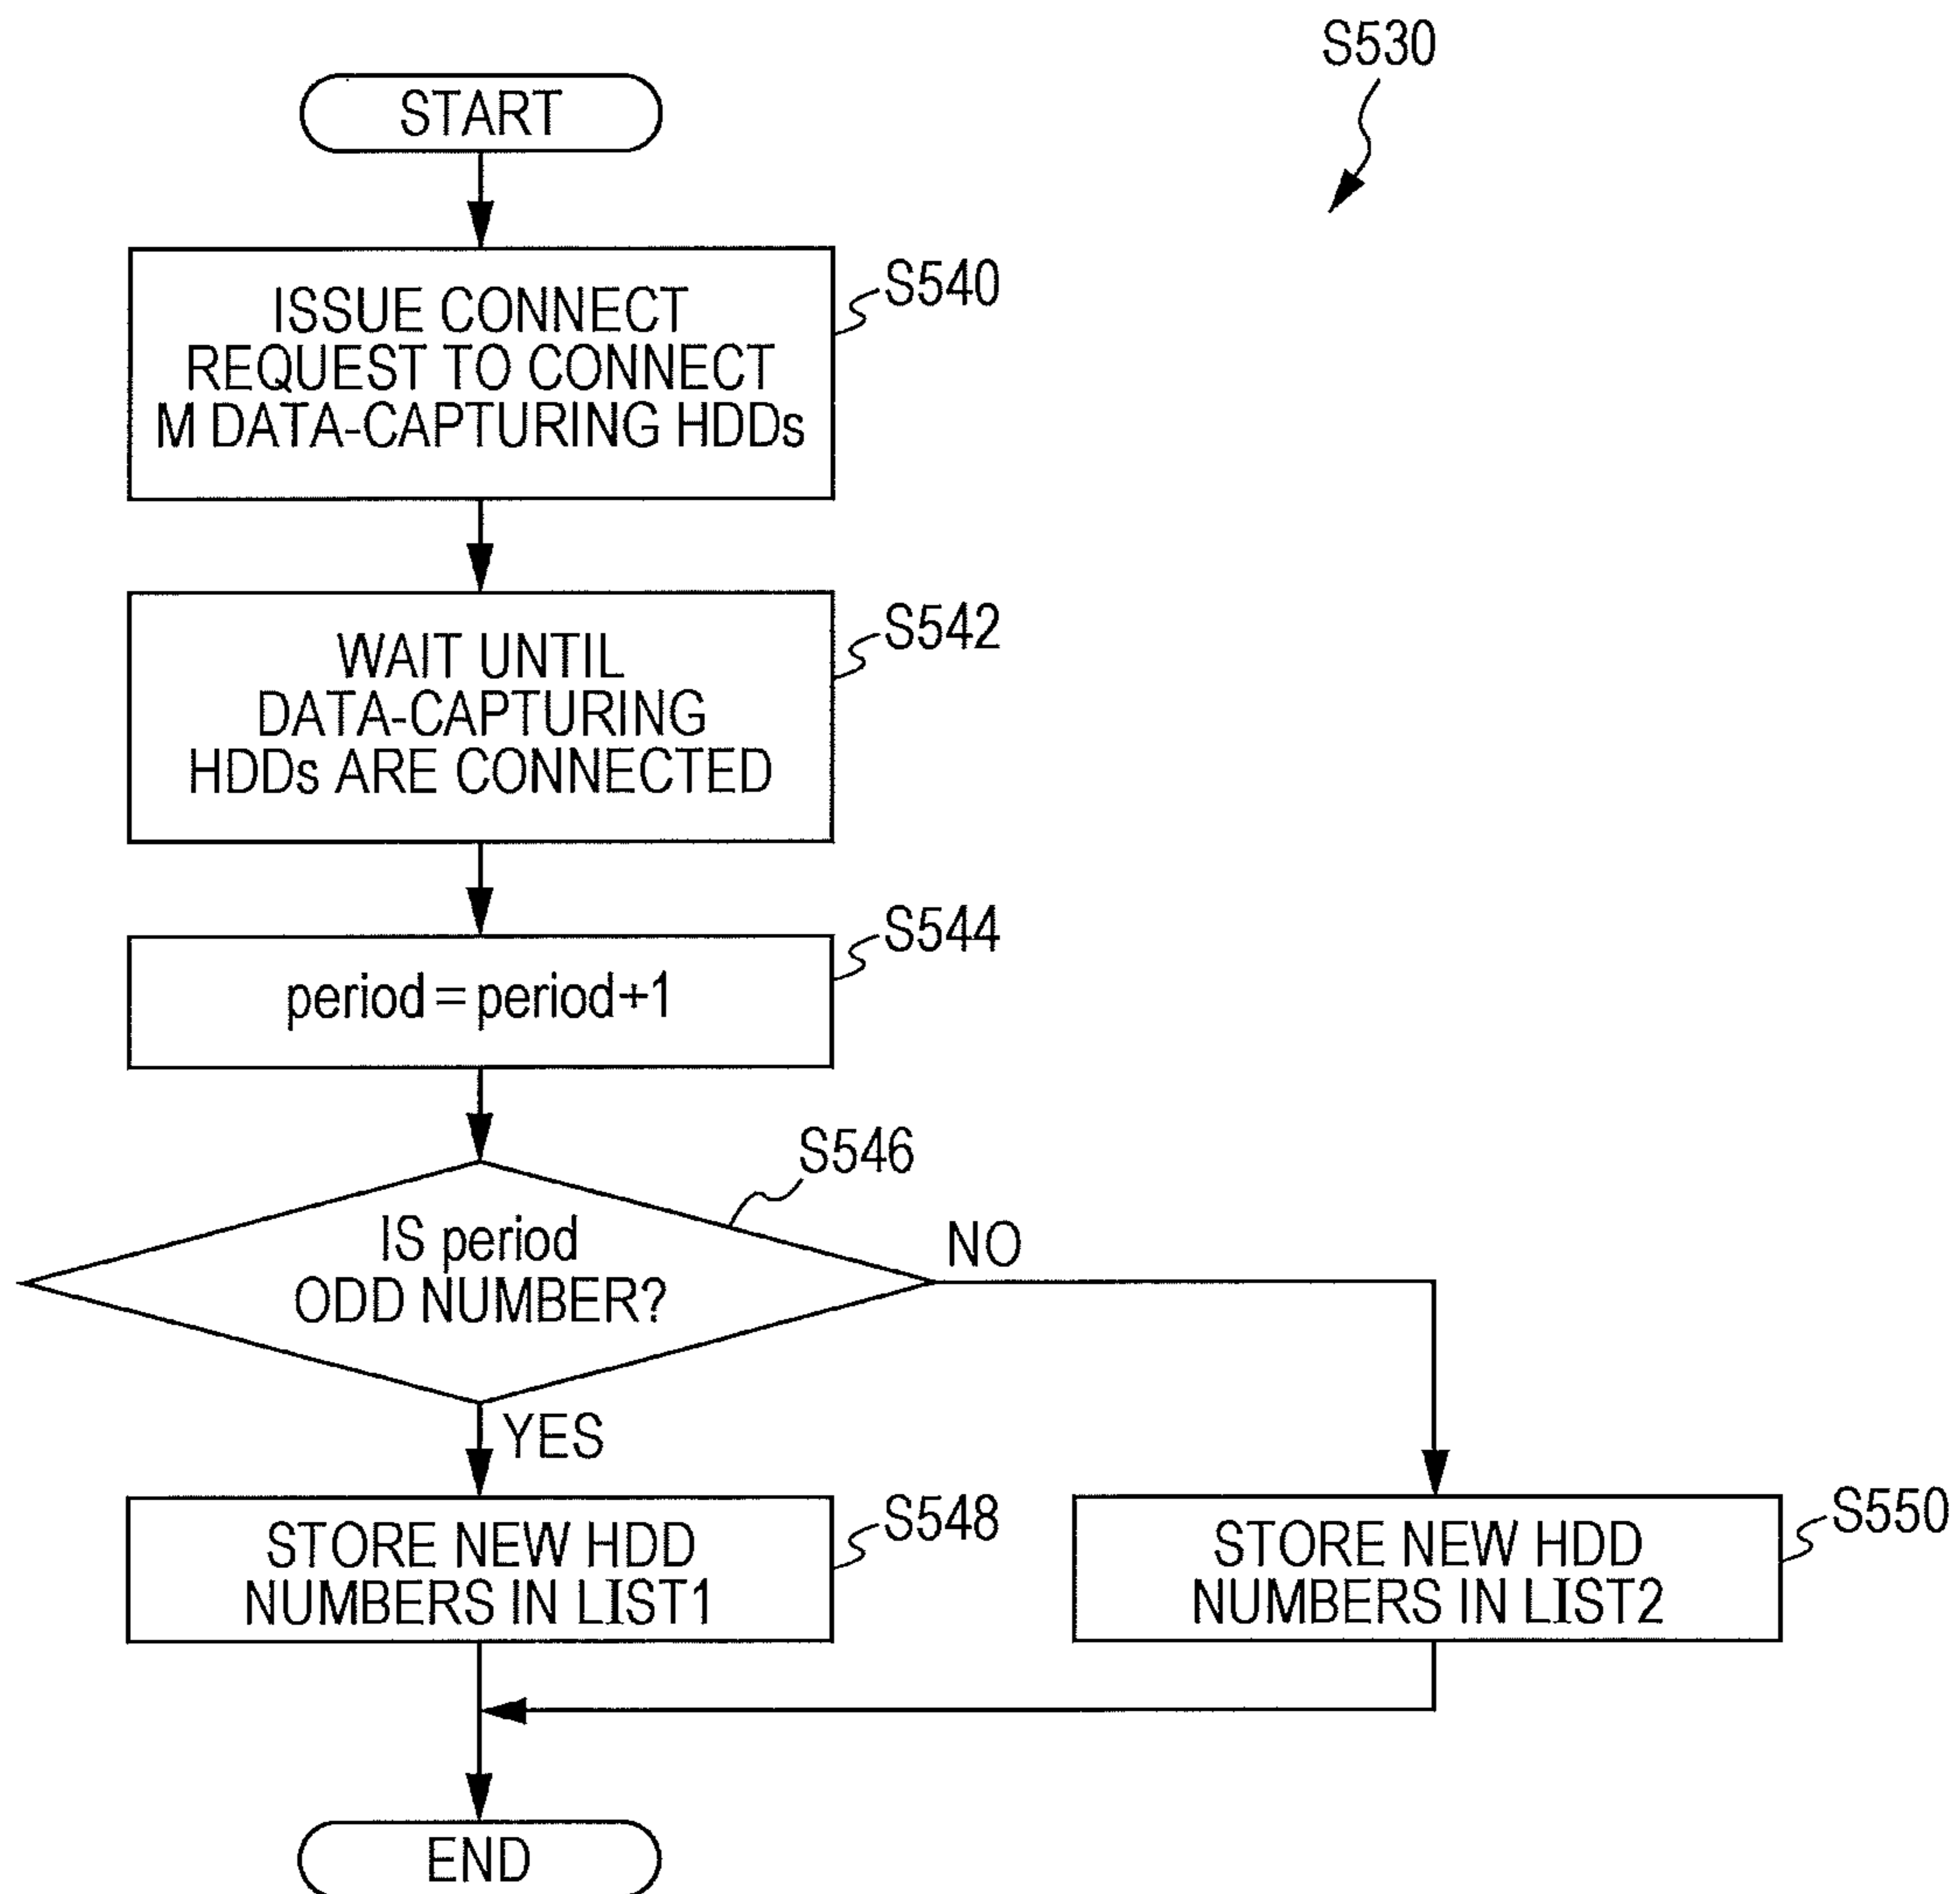 S530
START
S540
ISSUE CONNECT
REQUEST TO CONNECT
M DATA-CAPTURING HDDs
S542
WAIT UNTIL
DATA-CAPTURING
HDDs ARE CONNECTED
S544
period=period+1
S546
IS period
ODD NUMBER?
NO
YES
S548
STORE NEW HDD
NUMBERS IN LIST1
S550
STORE NEW HDD
NUMBERS IN LIST2
END